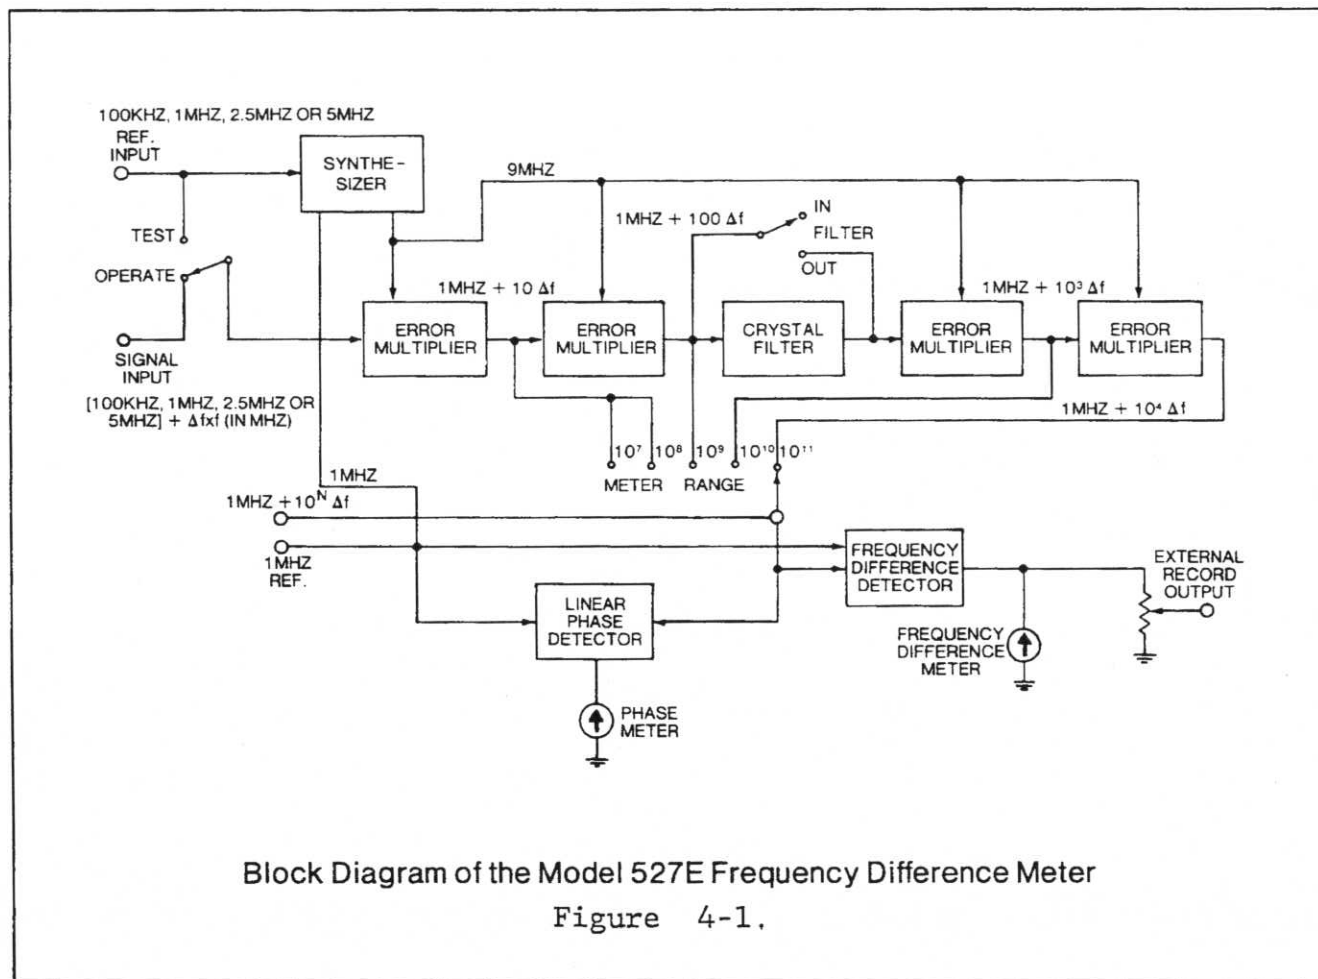 100KHZ, 1MHZ, 2.5MHZ OR 5MHZ
REF.
INPUT
SYNTHE-
SIZER
9MHZ
1MHZ + 100 Δf
IN
FILTER
OUT
TEST
OPERATE
1MHZ + 10 Δf
1MHZ + 10³ Δf
ERROR
MULTIPLIER
ERROR
MULTIPLIER
CRYSTAL
FILTER
ERROR
MULTIPLIER
ERROR
MULTIPLIER
SIGNAL
INPUT
[100KHZ, 1MHZ, 2.5MHZ OR
5MHZ] + Δfxf (IN MHZ)
1MHZ + 10⁴ Δf
10⁷ 10⁸ 10⁹ 10¹⁰ 10¹¹
METER RANGE
1MHZ
1MHZ + 10ᴺ Δf
1MHZ
REF.
FREQUENCY
DIFFERENCE
DETECTOR
EXTERNAL
RECORD
OUTPUT
LINEAR
PHASE
DETECTOR
FREQUENCY
DIFFERENCE
METER
PHASE
METER
Block Diagram of the Model 527E Frequency Difference Meter
Figure 4-1.